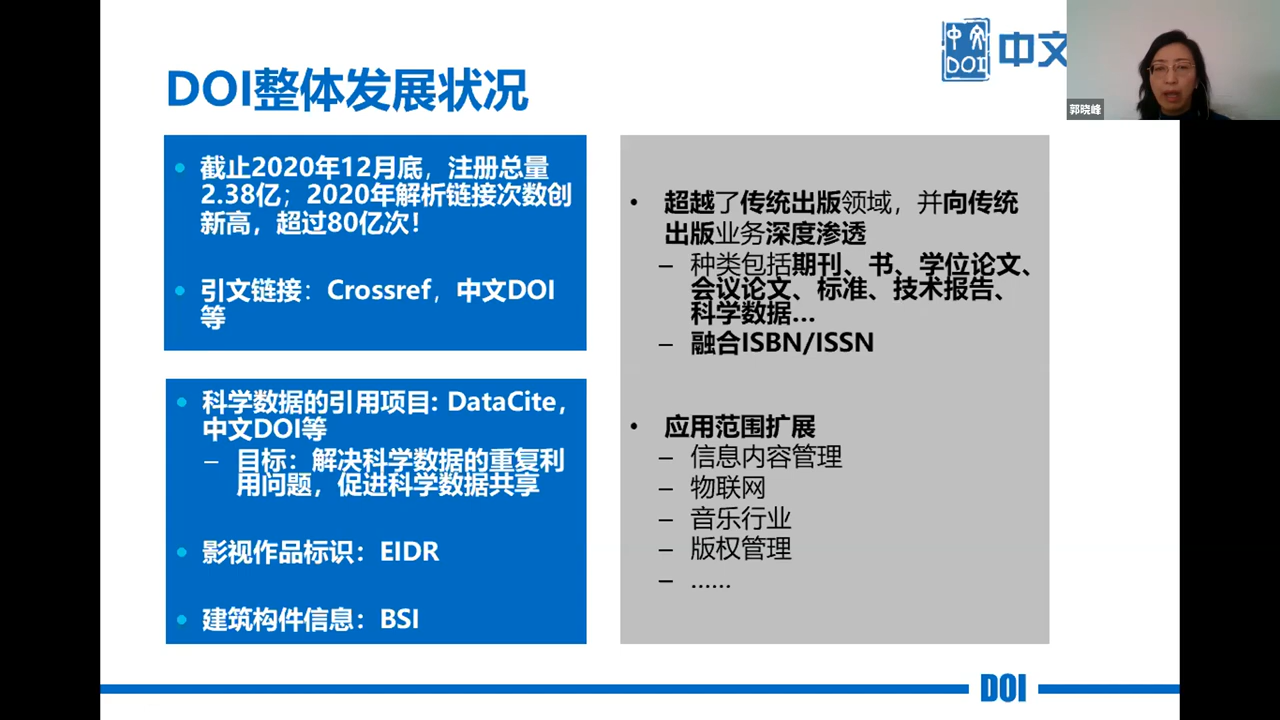 中文
DOI
中文
郭晓峰
DOI整体发展状况
截止2020年12月底，注册总量
2.38亿；2020年解析链接次数创
新高，超过80亿次！
引文链接：Crossref，中文DOI
等
科学数据的引用项目: DataCite，
中文DOI等
– 目标：解决科学数据的重复利
用问题，促进科学数据共享
影视作品标识：EIDR
建筑构件信息：BSI
• 超越了传统出版领域，并向传统
出版业务深度渗透
– 种类包括期刊、书、学位论文、
会议论文、标准、技术报告、
科学数据...
– 融合ISBN/ISSN
• 应用范围扩展
– 信息内容管理
– 物联网
– 音乐行业
– 版权管理
– ……
DOI